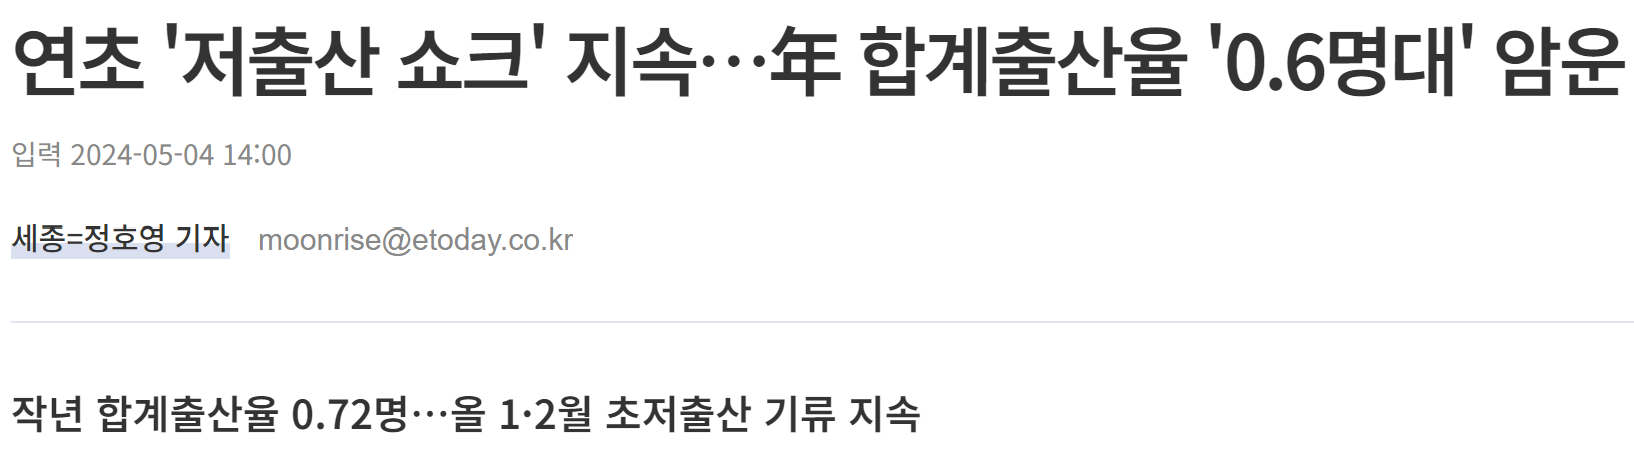 연초 '저출산 쇼크' 지속…年 합계출산율 '0.6명대' 암운
입력 2024-05-04 14:00
세종=정호영 기자 moonrise@etoday.co.kr
작년 합계출산율 0.72명…올 1·2월 초저출산 기류 지속